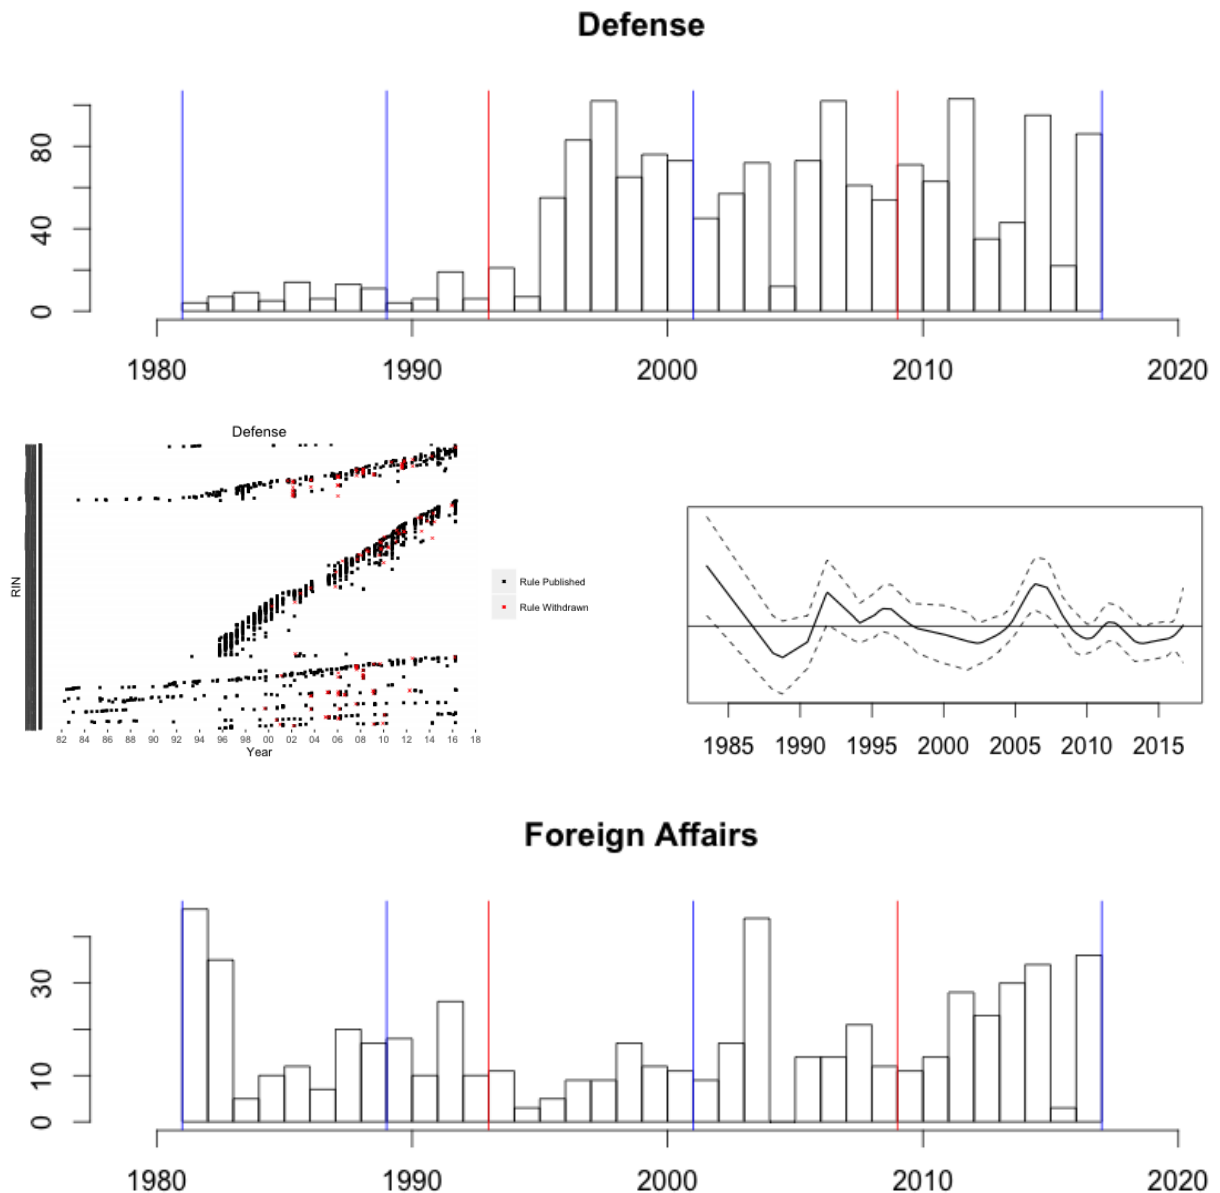 Defense
80
40
0
1980 1990 2000 2010 2020
Defense
RIN
Rule Published
Rule Withdrawn
82 84 86 88 90 92 94 96 98 00 02 04 06 08 10 12 14 16 18
Year
1985 1990 1995 2000 2005 2010 2015
Foreign Affairs
30
10
0
1980 1990 2000 2010 2020